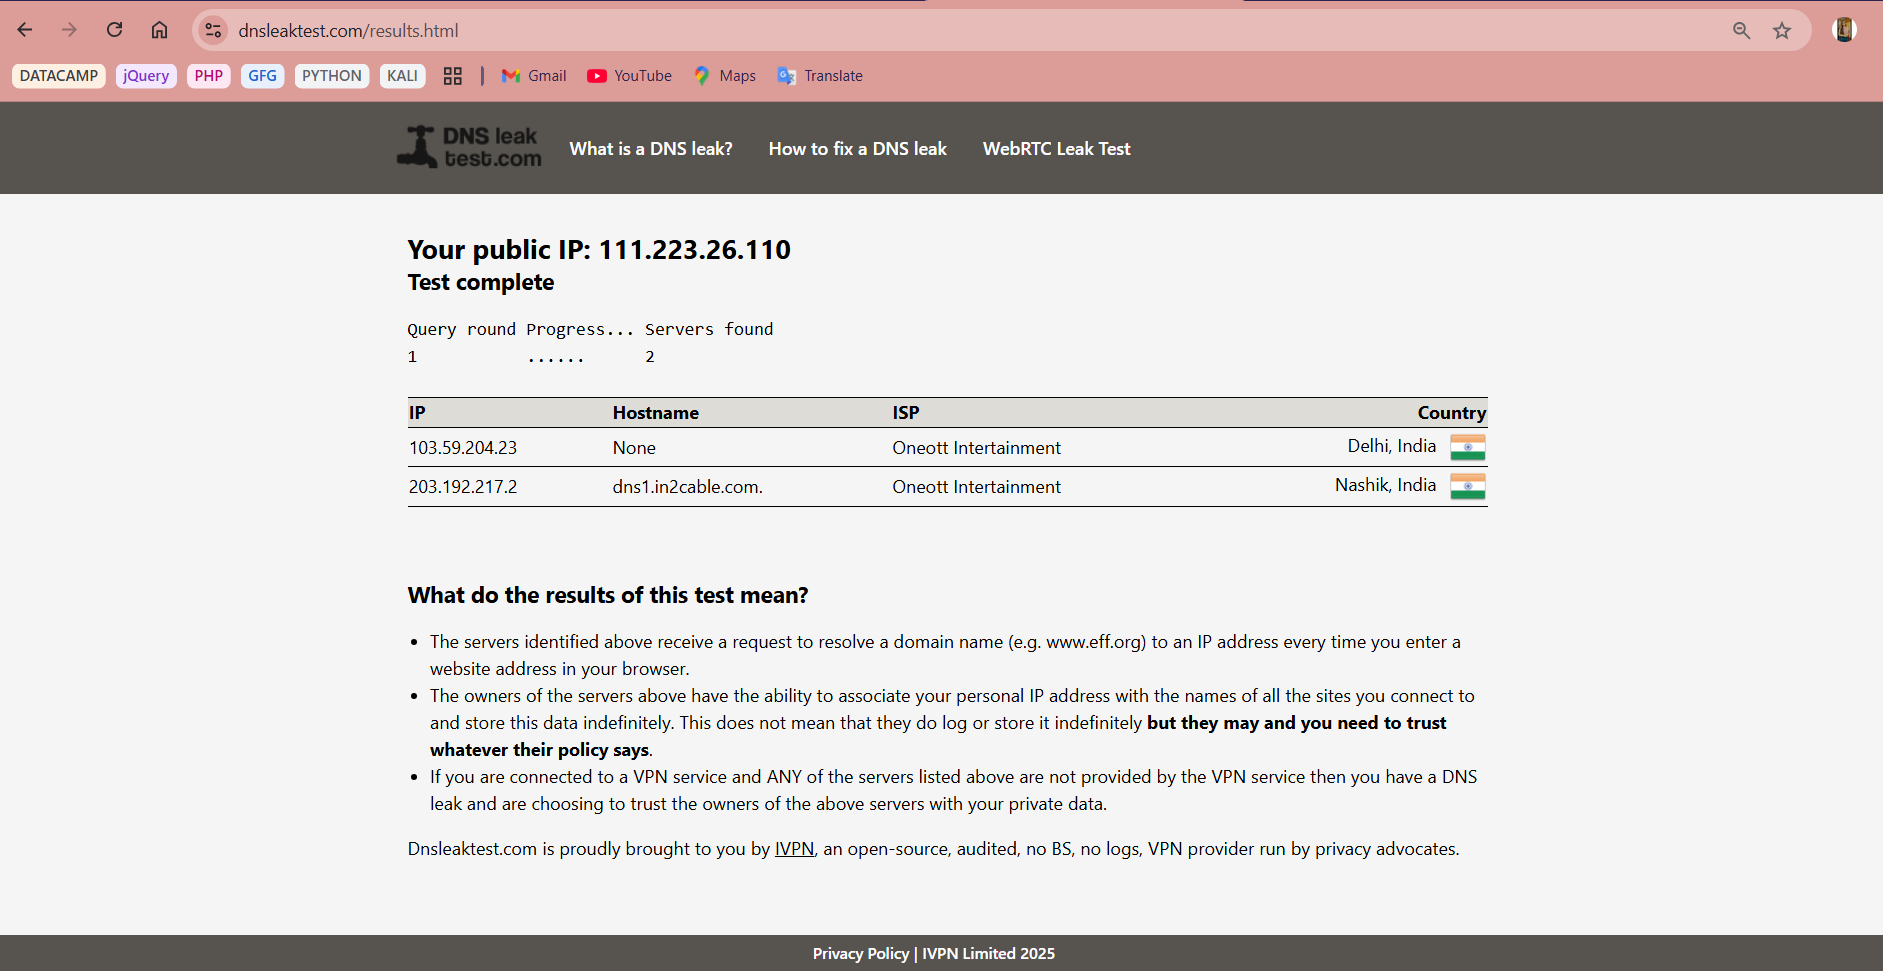 dnsleaktest.com/results.html
DATACAMP jQuery PHP GFG PYTHON KALI Gmail YouTube Maps Translate
DNS leak
test.com
What is a DNS leak? How to fix a DNS leak WebRTC Leak Test
Your public IP: 111.223.26.110
Test complete
Query round Progress... Servers found
1 ...... 2
IP Hostname ISP Country
103.59.204.23 None Oneott Intertainment Delhi, India
203.192.217.2 dns1.in2cable.com. Oneott Intertainment Nashik, India
What do the results of this test mean?
• The servers identified above receive a request to resolve a domain name (e.g. www.eff.org) to an IP address every time you enter a
website address in your browser.
• The owners of the servers above have the ability to associate your personal IP address with the names of all the sites you connect to
and store this data indefinitely. This does not mean that they do log or store it indefinitely but they may and you need to trust
whatever their policy says.
• If you are connected to a VPN service and ANY of the servers listed above are not provided by the VPN service then you have a DNS
leak and are choosing to trust the owners of the above servers with your private data.
Dnsleaktest.com is proudly brought to you by IVPN, an open-source, audited, no BS, no logs, VPN provider run by privacy advocates.
Privacy Policy | IVPN Limited 2025